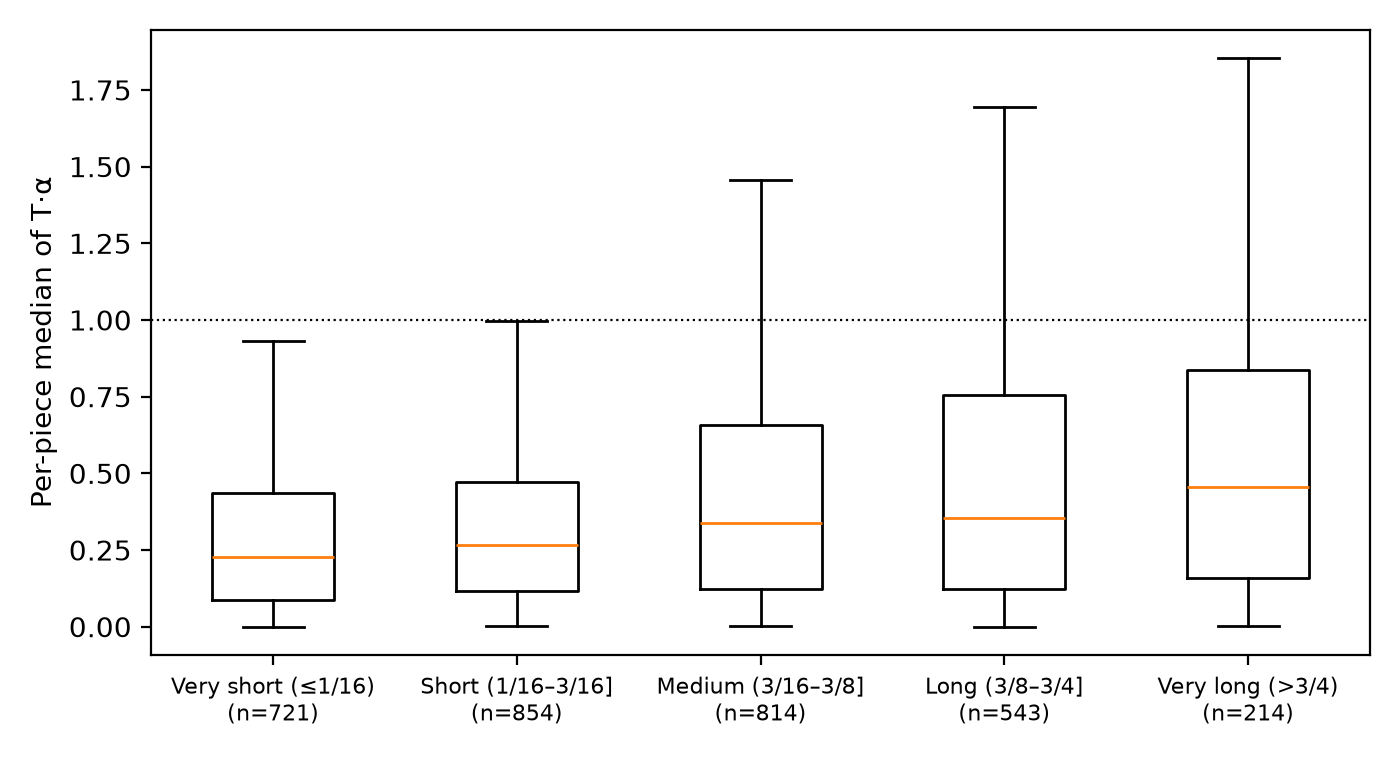 Per-piece median of T·α
1.75
1.50
1.25
1.00
0.75
0.50
0.25
0.00
Very short (≤1/16)
(n=721)
Short (1/16–3/16]
(n=854)
Medium (3/16–3/8]
(n=814)
Long (3/8–3/4]
(n=543)
Very long (>3/4)
(n=214)